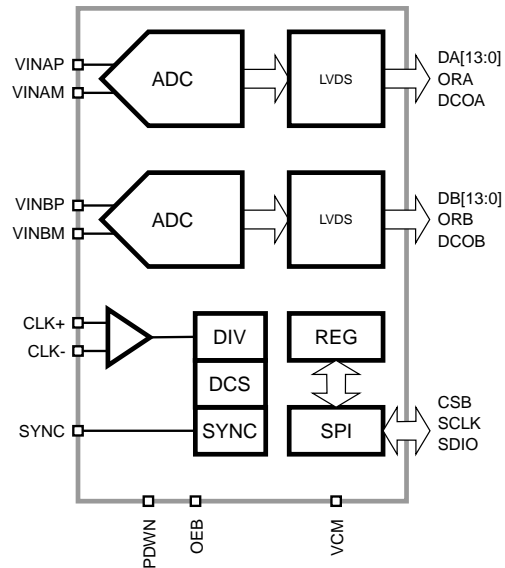 VINAP
VINAM
ADC
LVDS
DA[13:0]
ORA
DCOA
VINBP
VINBM
ADC
LVDS
DB[13:0]
ORB
DCOB
CLK+
CLK-
DIV
REG
DCS
SYNC
SYNC
SPI
CSB
SCLK
SDIO
PDWN
OEB
VCM